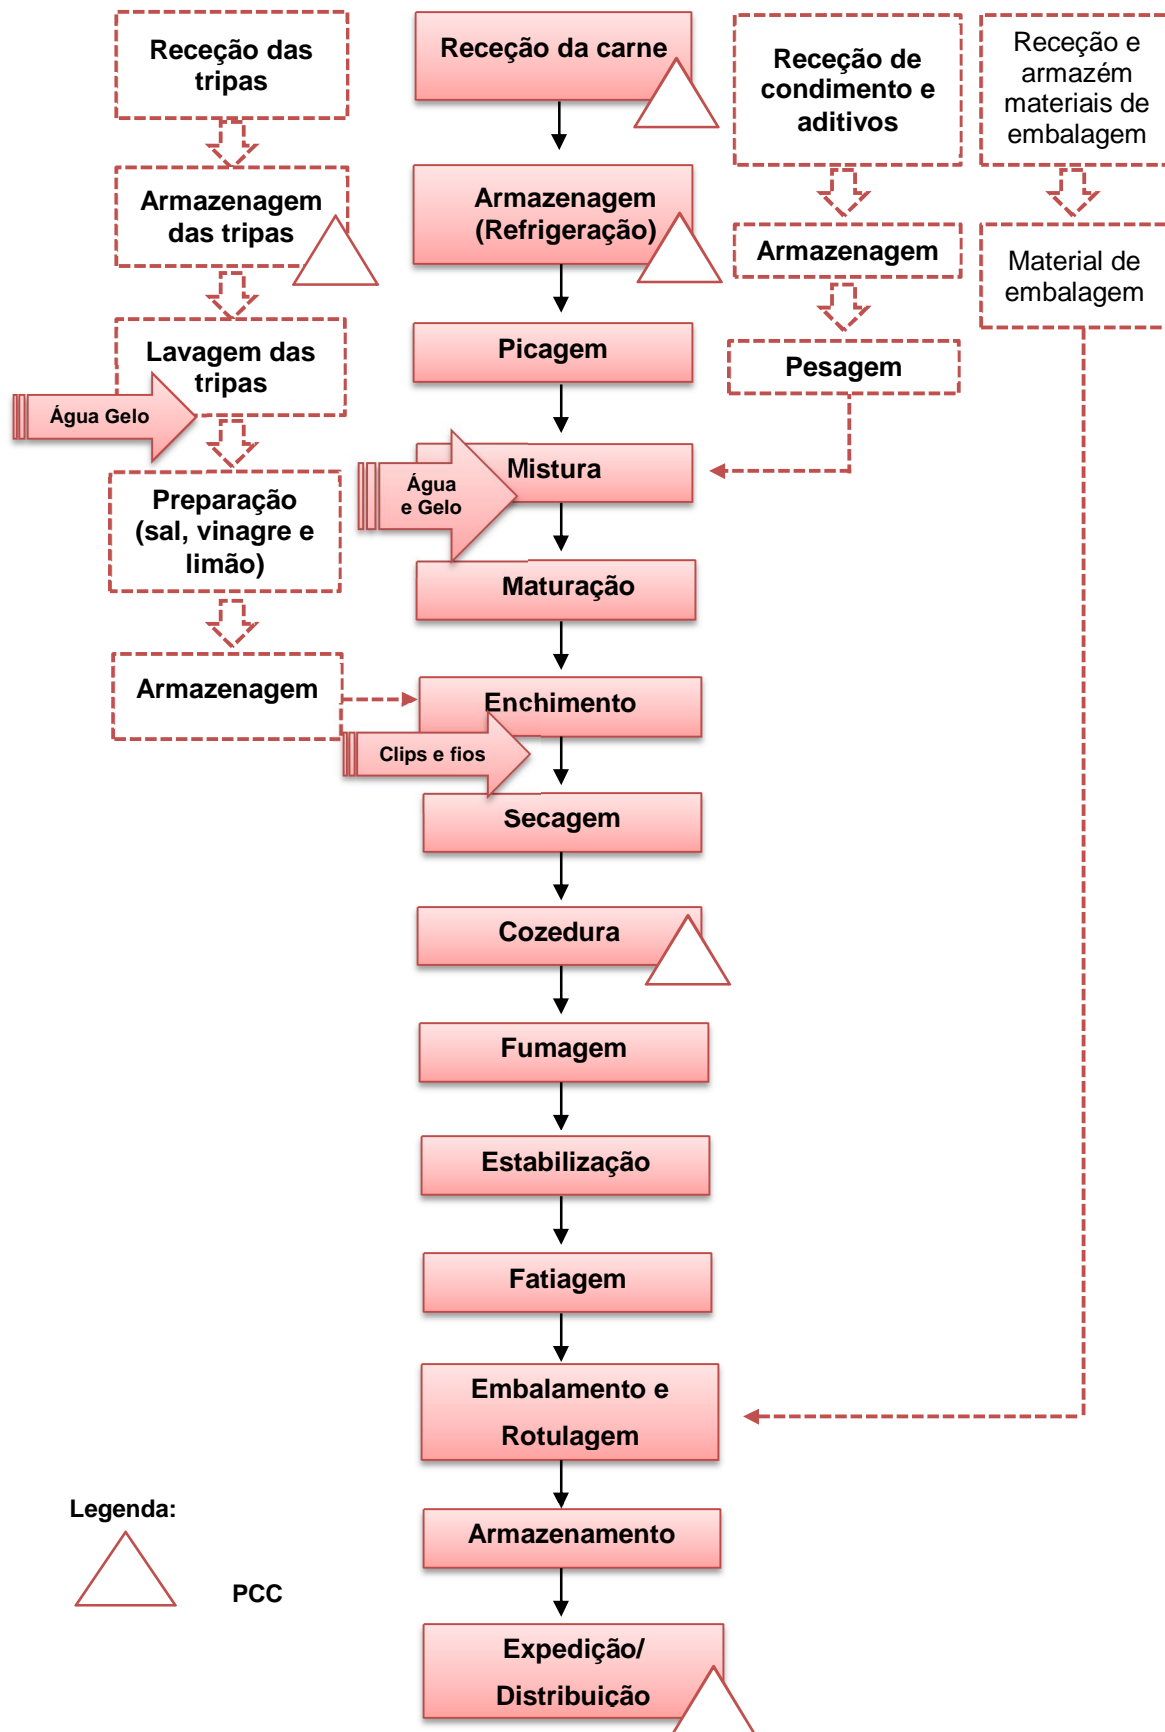 Receção das
tripas
Armazenagem
das tripas
Lavagem das
tripas
Água Gelo
Preparação
(sal, vinagre e
limão)
Armazenagem
Receção da carne
Armazenagem
(Refrigeração)
Picagem
Mistura
Água
e Gelo
Maturação
Enchimento
Clips e fios
Secagem
Cozedura
Fumagem
Estabilização
Fatiagem
Embalamento e
Rotulagem
Armazenamento
Expedição/
Distribuição
Receção de
condimento e
aditivos
Armazenagem
Pesagem
Receção e
armazém
materiais de
embalagem
Material de
embalagem
Legenda:
PCC